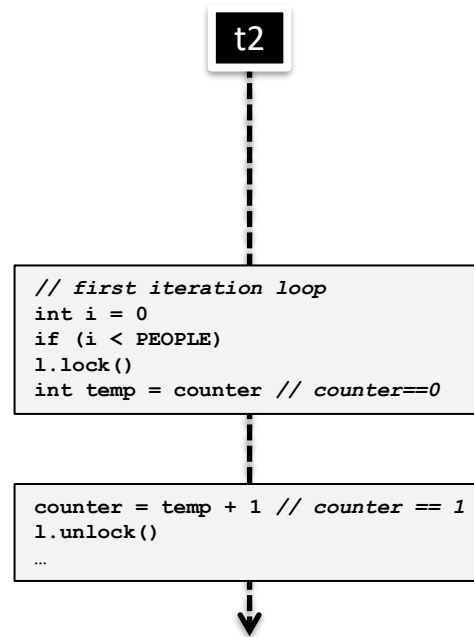 t2
// first iteration loop
int i = 0
if (i < PEOPLE)
l.lock()
int temp = counter // counter==0
counter = temp + 1 // counter == 1
l.unlock()
…